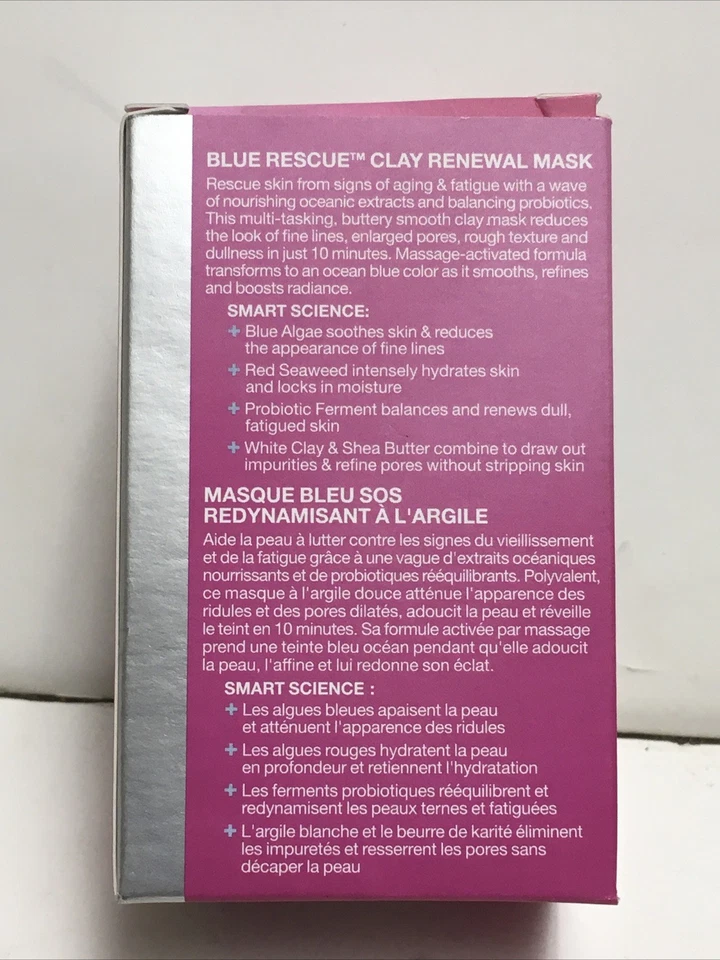 BLUE RESCUE™ CLAY RENEWAL MASK
Rescue skin from signs of aging & fatigue with a wave
of nourishing oceanic extracts and balancing probiotics.
This multi-tasking, buttery smooth clay mask reduces
the look of fine lines, enlarged pores, rough texture and
dullness in just 10 minutes. Massage-activated formula
transforms to an ocean blue color as it smooths, refines
and boosts radiance.
SMART SCIENCE:
+ Blue Algae soothes skin & reduces
the appearance of fine lines
+ Red Seaweed intensely hydrates skin
and locks in moisture
+ Probiotic Ferment balances and renews dull,
fatigued skin
+ White Clay & Shea Butter combine to draw out
impurities & refine pores without stripping skin
MASQUE BLEU SOS
REDYNAMISANT À L'ARGILE
Aide la peau à lutter contre les signes du vieillissement
et de la fatigue grâce à une vague d'extraits océaniques
nourrissants et de probiotiques rééquilibrants. Polyvalent,
ce masque à l'argile douce atténue l'apparence des
ridules et des pores dilatés, adoucit la peau et réveille
le teint en 10 minutes. Sa formule activée par massage
prend une teinte bleu océan pendant qu'elle adoucit
la peau, l'affine et lui redonne son éclat.
SMART SCIENCE :
+ Les algues bleues apaisent la peau
et atténuent l'apparence des ridules
+ Les algues rouges hydratent la peau
en profondeur et retiennent l'hydratation
+ Les ferments probiotiques rééquilibrent et
redynamisent les peaux ternes et fatiguées
+ L'argile blanche et le beurre de karité éliminent
les impuretés et resserrent les pores sans
décaper la peau